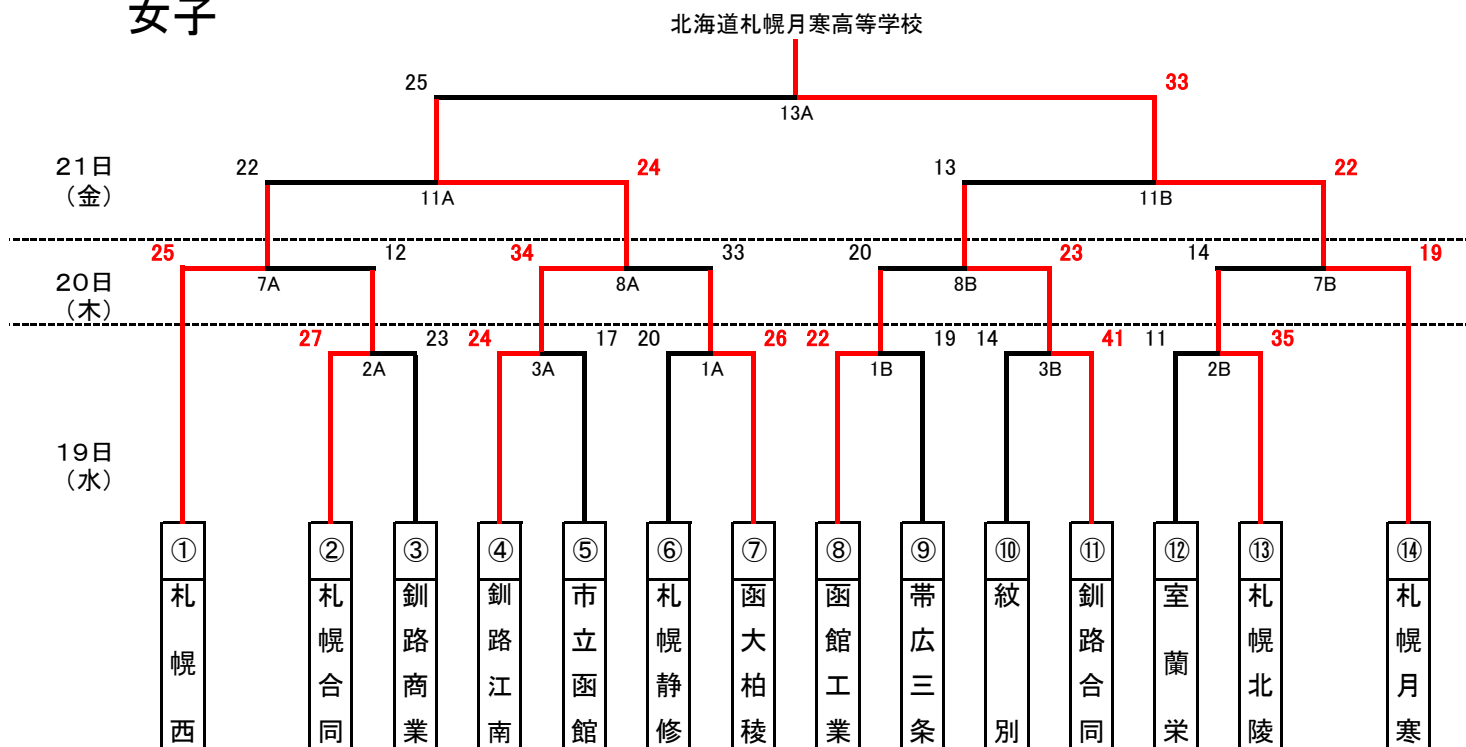 女子
北海道札幌月寒高等学校
25 33
13A
21日
（金）
22 24 13 22
11A 11B
25 12 34 33 20 23 14 19
20日
（木）
7A 8A 8B 7B
27 23 24 17 20 26 22 19 14 41 11 35
2A 3A 1A 1B 3B 2B
19日
（水）
① ② ③ ④ ⑤ ⑥ ⑦ ⑧ ⑨ ⑩ ⑪ ⑫ ⑬ ⑭
札幌西
札幌合同
釧路商業
釧路江南
市立函館
札幌静修
函大柏稜
函館工業
帯広三条
紋別
釧路合同
室蘭栄
札幌北陵
札幌月寒